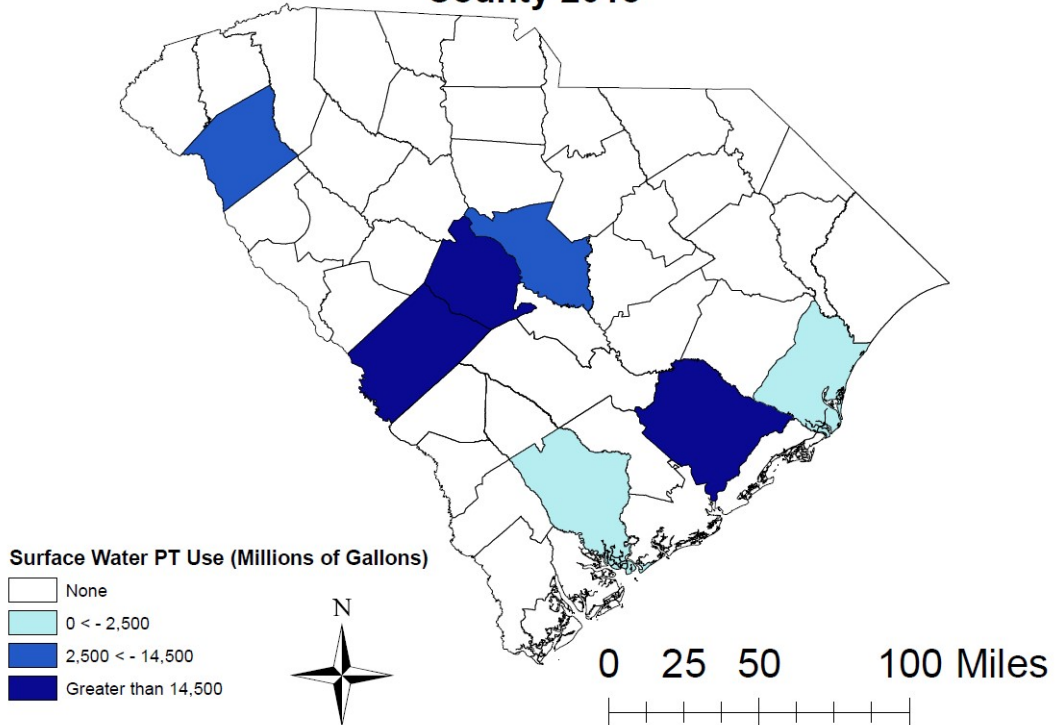 County
Surface Water PT Use (Millions of Gallons)
None
0 < - 2,500
2,500 < - 14,500
Greater than 14,500
N
0 25 50 100 Miles